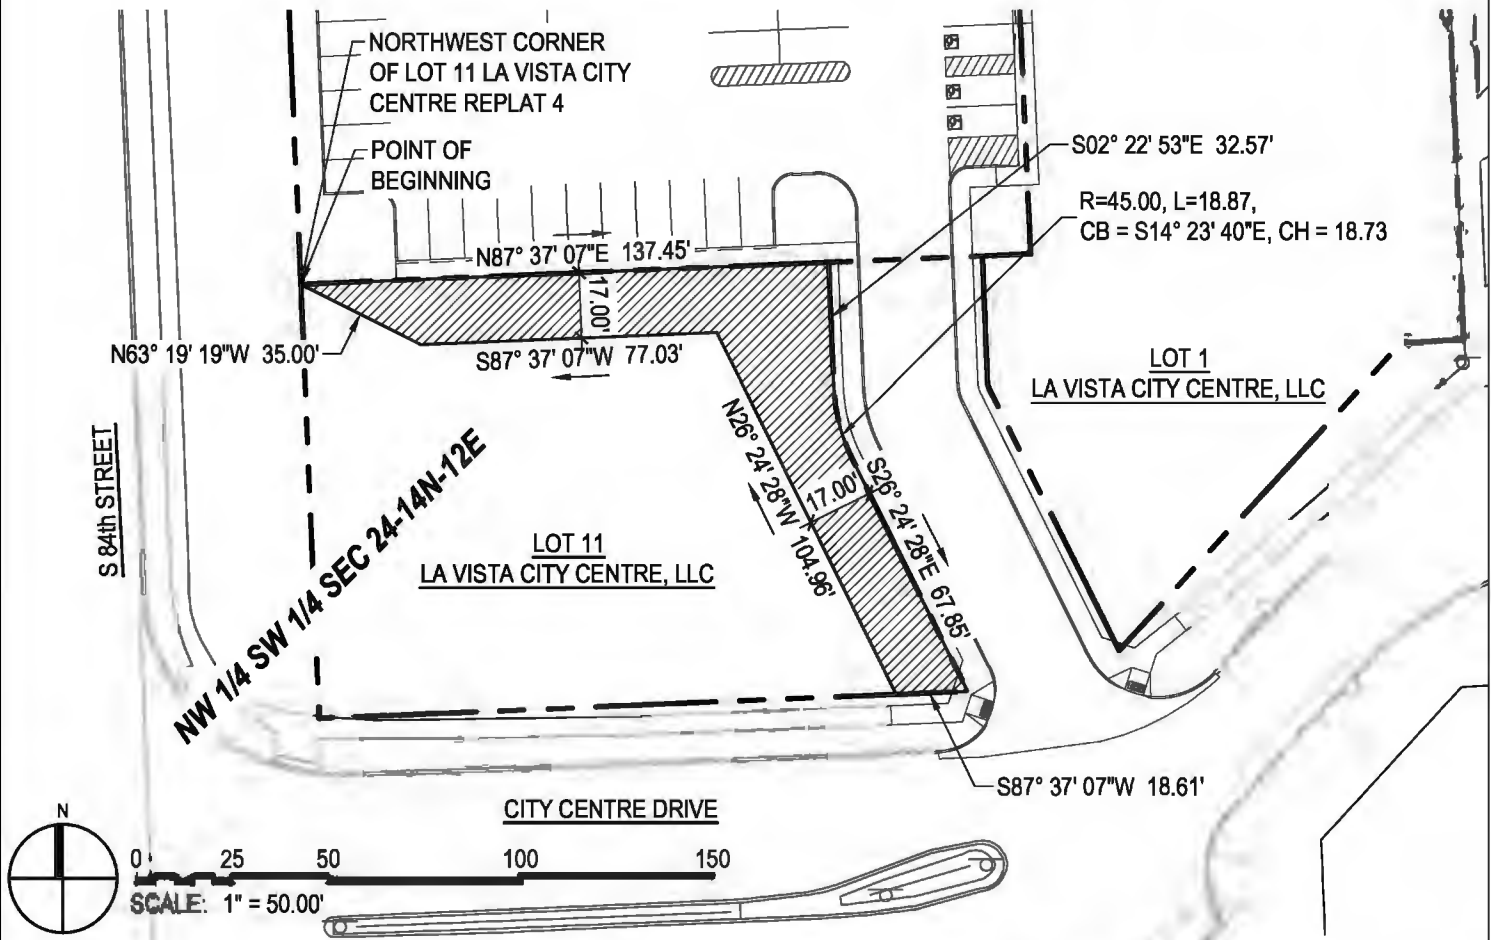 NORTHWEST CORNER
OF LOT 11 LA VISTA CITY
CENTRE REPLAT 4
POINT OF
BEGINNING
S02° 22' 53"E 32.57'
R=45.00, L=18.87,
CB = S14° 23' 40"E, CH = 18.73
N87° 37' 07"E 137.45'
17.00'
N63° 19' 19"W 35.00'
S87° 37' 07"W 77.03'
LOT 1
LA VISTA CITY CENTRE, LLC
N26° 24' 28"W 104.96'
17.00'
S26° 24' 28"E 67.85'
S 84th STREET
NW 1/4 SW 1/4 SEC 24-14N-12E
LOT 11
LA VISTA CITY CENTRE, LLC
S87° 37' 07"W 18.61'
CITY CENTRE DRIVE
N
0 25 50 100 150
SCALE: 1" = 50.00'